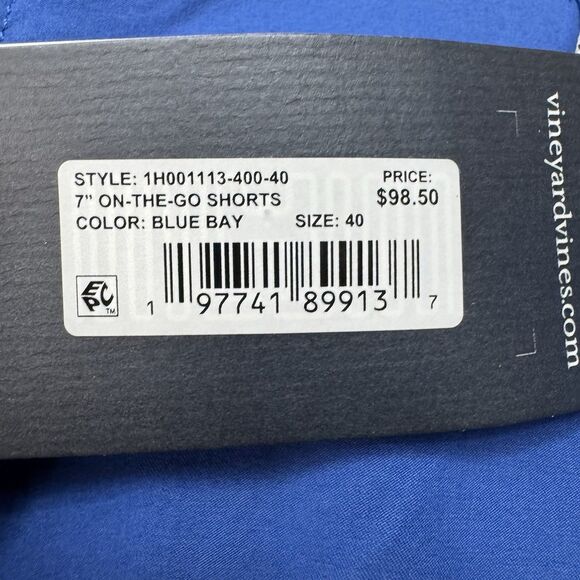 STYLE: 1H001113-400-40 PRICE:
7” ON-THE-GO SHORTS $98.50
COLOR: BLUE BAY SIZE: 40
EPC TM
1 97741 89913 7
vineyardvines.com